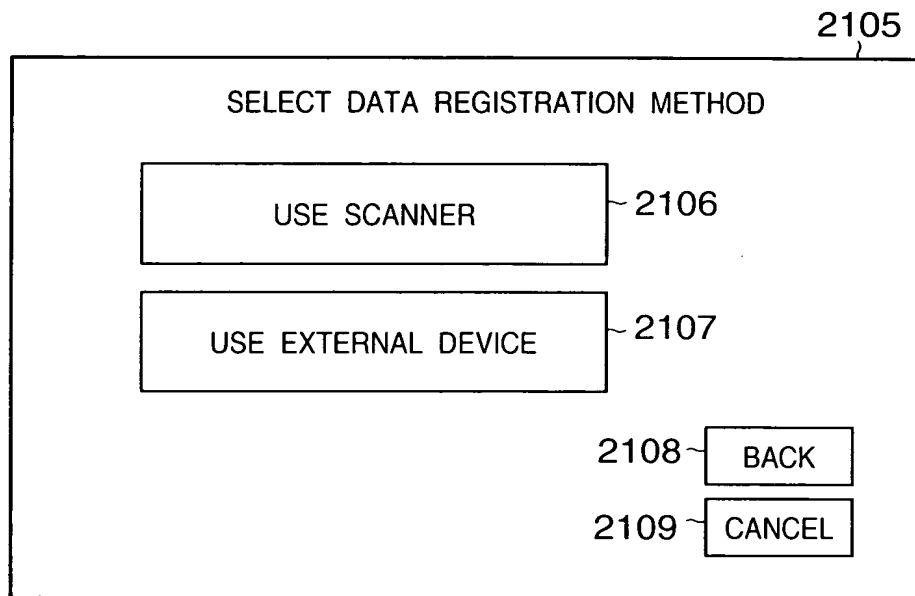 2105
SELECT DATA REGISTRATION METHOD
USE SCANNER
2106
USE EXTERNAL DEVICE
2107
2108
BACK
2109
CANCEL